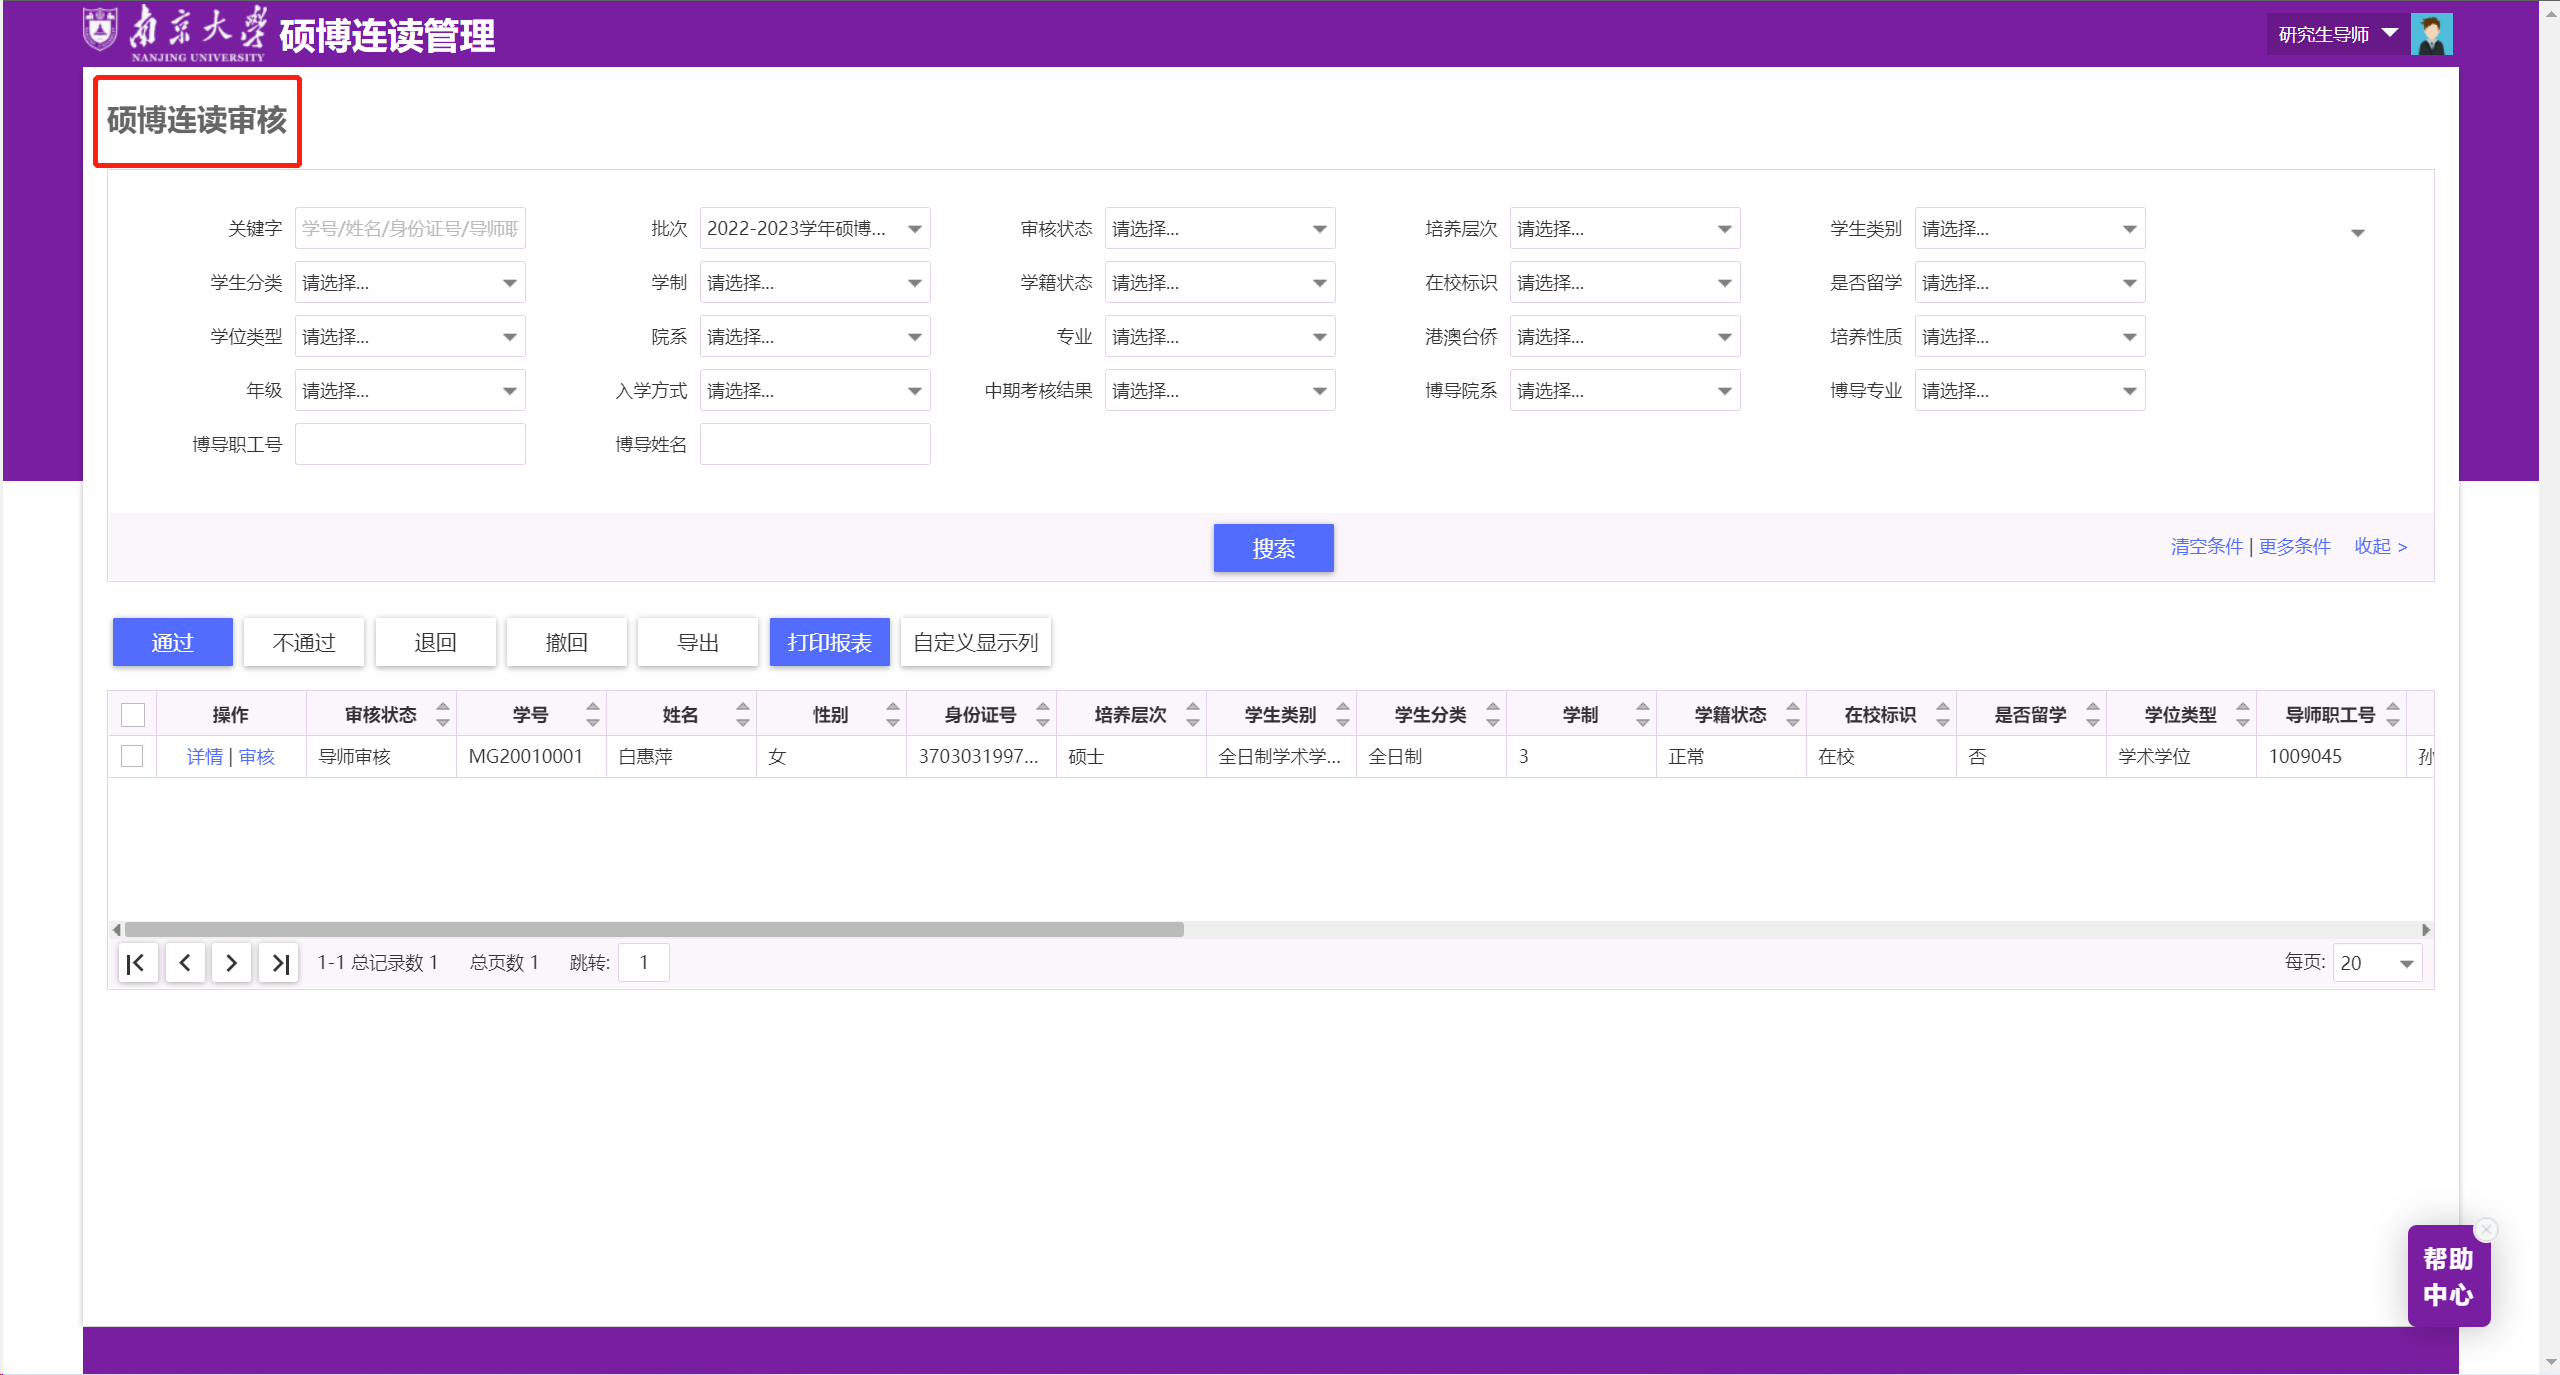 南京大学
NANJING UNIVERSITY
硕博连读管理
研究生导师
硕博连读审核
关键字 学号/姓名/身份证号/导师职 批次 2022-2023学年硕博... 审核状态 请选择... 培养层次 请选择... 学生类别 请选择...
学生分类 请选择... 学制 请选择... 学籍状态 请选择... 在校标识 请选择... 是否留学 请选择...
学位类型 请选择... 院系 请选择... 专业 请选择... 港澳台侨 请选择... 培养性质 请选择...
年级 请选择... 入学方式 请选择... 中期考核结果 请选择... 博导院系 请选择... 博导专业 请选择...
博导职工号 博导姓名
搜索 清空条件 | 更多条件 收起 >
通过 不通过 退回 撤回 导出 打印报表 自定义显示列
操作 审核状态 学号 姓名 性别 身份证号 培养层次 学生类别 学生分类 学制 学籍状态 在校标识 是否留学 学位类型 导师职工号
详情 | 审核 导师审核 MG20010001 白惠萍 女 3703031997... 硕士 全日制学术学... 全日制 3 正常 在校 否 学术学位 1009045 孙
1-1 总记录数 1 总页数 1 跳转: 1 每页: 20
帮助
中心